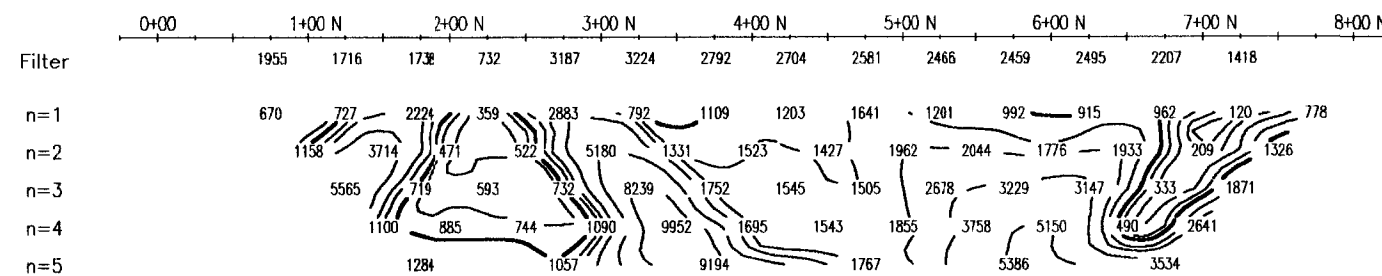 0+00 1+00 N 2+00 N 3+00 N 4+00 N 5+00 N 6+00 N 7+00 N 8+00 N
Filter 1955 1716 732 3187 3224 2792 2704 2581 2466 2459 2495 2207 1418
n=1 670 727 2224 359 2883 792 1109 1203 1641 1201 992 915 962 120 778
n=2 1158 3714 471 522 5180 1331 1523 1427 1962 2044 1776 1933 209 1326
n=3 5565 719 593 732 8239 1752 1545 1505 2678 3229 3147 333 1871
n=4 1100 885 744 1090 9952 1695 1543 1855 3758 5150 490 2641
n=5 1284 1057 9194 1767 5386 3534